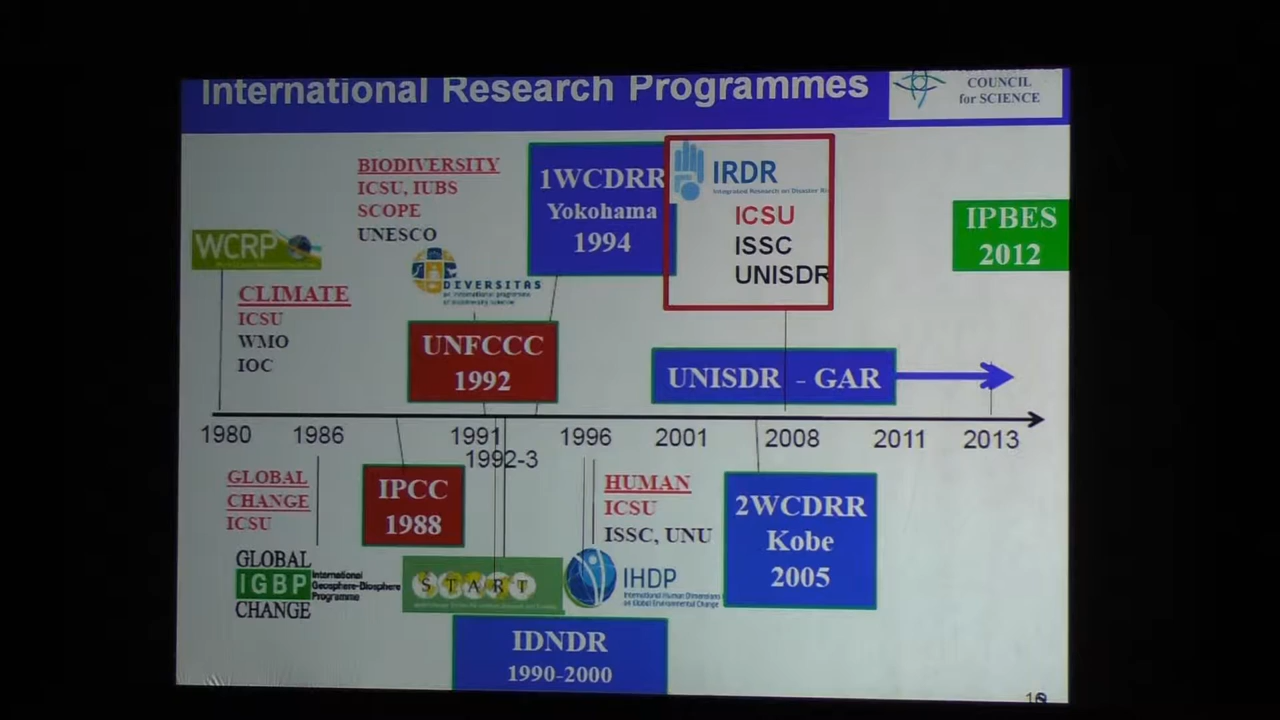 International Research Programmes
COUNCIL
for SCIENCE
BIODIVERSITY
ICSU, IUBS
SCOPE
UNESCO
1WCDRR
Yokohama
1994
IRDR
Integrated Research on Disaster Ri
ICSU
ISSC
UNISDR
IPBES
2012
WCRP
DIVERSITAS
an international programme
of biodiversity science
CLIMATE
ICSU
WMO
IOC
UNFCCC
1992
UNISDR - GAR
1980 1986 1991 1996 2001 2008 2011 2013
1992-3
GLOBAL
CHANGE
ICSU
IPCC
1988
HUMAN
ICSU
ISSC, UNU
2WCDRR
Kobe
2005
GLOBAL
IGBP
CHANGE
International
Geosphere-Biosphere
Programme
START
IHDP
International Human Dimensions
on Global Environmental Change
IDNDR
1990-2000